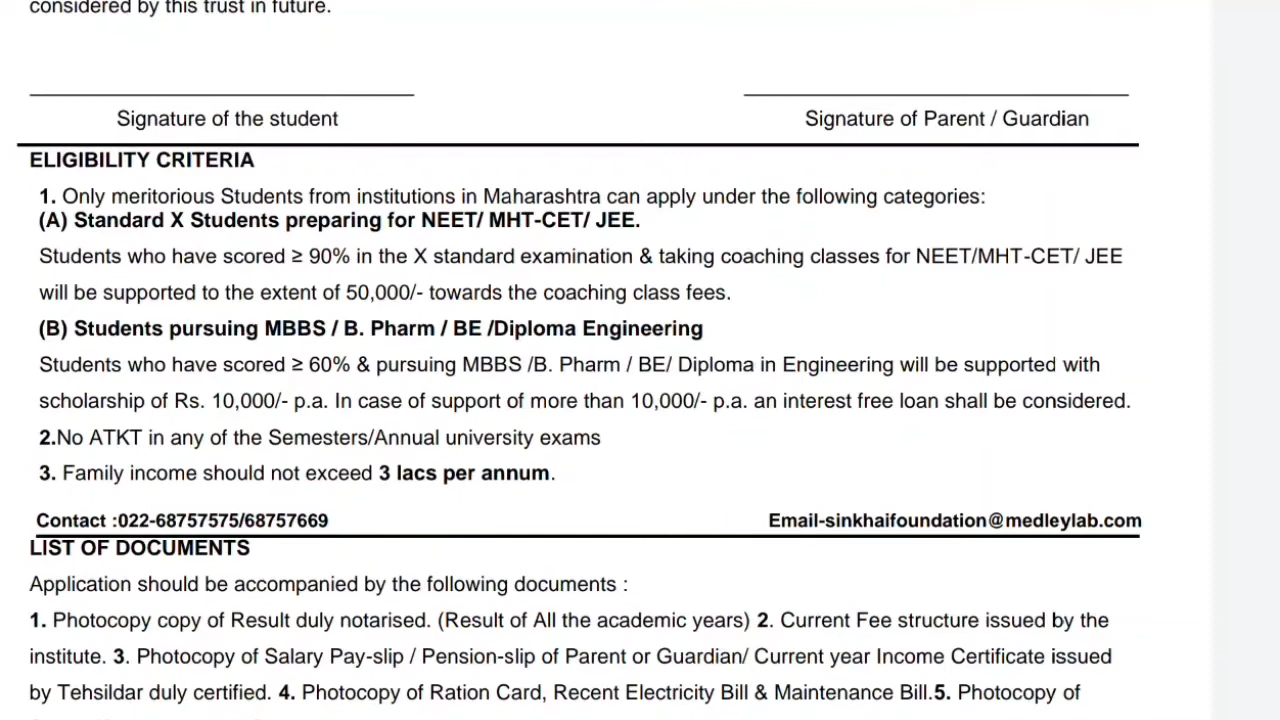 considered by this trust in future.
Signature of the student
Signature of Parent / Guardian
ELIGIBILITY CRITERIA
1. Only meritorious Students from institutions in Maharashtra can apply under the following categories:
(A) Standard X Students preparing for NEET/ MHT-CET/ JEE.
Students who have scored ≥ 90% in the X standard examination & taking coaching classes for NEET/MHT-CET/ JEE
will be supported to the extent of 50,000/- towards the coaching class fees.
(B) Students pursuing MBBS / B. Pharm / BE /Diploma Engineering
Students who have scored ≥ 60% & pursuing MBBS /B. Pharm / BE/ Diploma in Engineering will be supported with
scholarship of Rs. 10,000/- p.a. In case of support of more than 10,000/- p.a. an interest free loan shall be considered.
2.No ATKT in any of the Semesters/Annual university exams
3. Family income should not exceed 3 lacs per annum.
Contact :022-68757575/68757669
Email-sinkhaifoundation@medleylab.com
LIST OF DOCUMENTS
Application should be accompanied by the following documents :
1. Photocopy copy of Result duly notarised. (Result of All the academic years) 2. Current Fee structure issued by the
institute. 3. Photocopy of Salary Pay-slip / Pension-slip of Parent or Guardian/ Current year Income Certificate issued
by Tehsildar duly certified. 4. Photocopy of Ration Card, Recent Electricity Bill & Maintenance Bill.5. Photocopy of